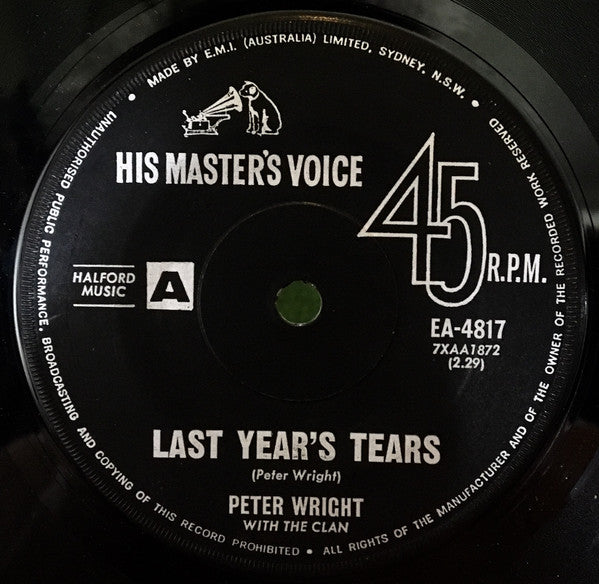 MADE BY E.M.I. (AUSTRALIA) LIMITED, SYDNEY, N.S.W. •
HIS MASTER'S VOICE
45 R.P.M.
HALFORD
MUSIC
A
EA-4817
7XAA1872
(2.29)
LAST YEAR'S TEARS
(Peter Wright)
PETER WRIGHT
WITH THE CLAN
UNAUTHORISED PUBLIC PERFORMANCE, BROADCASTING AND COPYING OF THIS RECORD PROHIBITED • ALL RIGHTS OF THE MANUFACTURER AND OF THE OWNER OF THE RECORDED WORK RESERVED